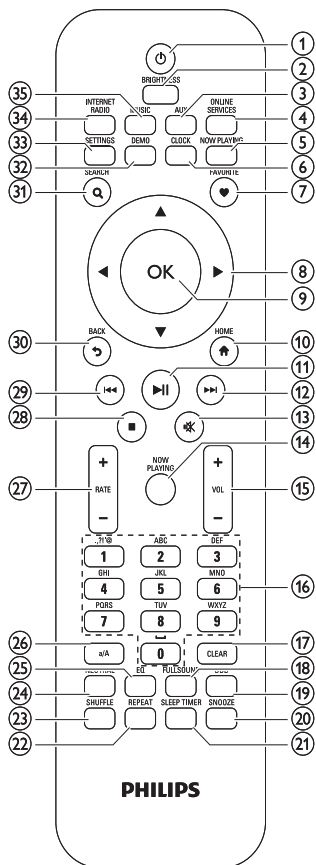 1
BRIGHTNESS
2
35
3
INTERNET RADIO
MUSIC
AUX
ONLINE SERVICES
34
4
33
SETTINGS
DEMO
CLOCK
NOW PLAYING
5
32
6
SEARCH
FAVORITE
31
7
OK
8
9
BACK
HOME
30
10
11
29
12
28
13
NOW PLAYING
14
+
+
27
RATE
VOL
15
−
−
.,?!'@
ABC
DEF
1
2
3
GHI
JKL
MNO
4
5
6
16
PQRS
TUV
WXYZ
7
8
9
26
17
a/A
0
CLEAR
25
18
EQ
FULLSOUND
24
19
SHUFFLE
REPEAT
SLEEP TIMER
SNOOZE
23
20
22
21
PHILIPS